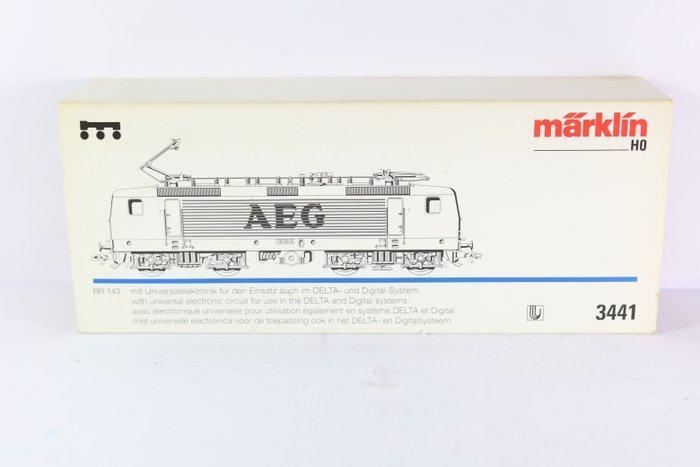 märklin
H0
AEG
BR 143 mit Universalelektronik für den Einsatz auch im DELTA- und Digital-System.
with universal electronic circuit for use in the DELTA and Digital systems.
avec électronique universelle pour utilisation egalement en système DELTA et Digital.
met universele electronica voor de toepassing ook in het DELTA- en Digitalsysteem.
U
3441